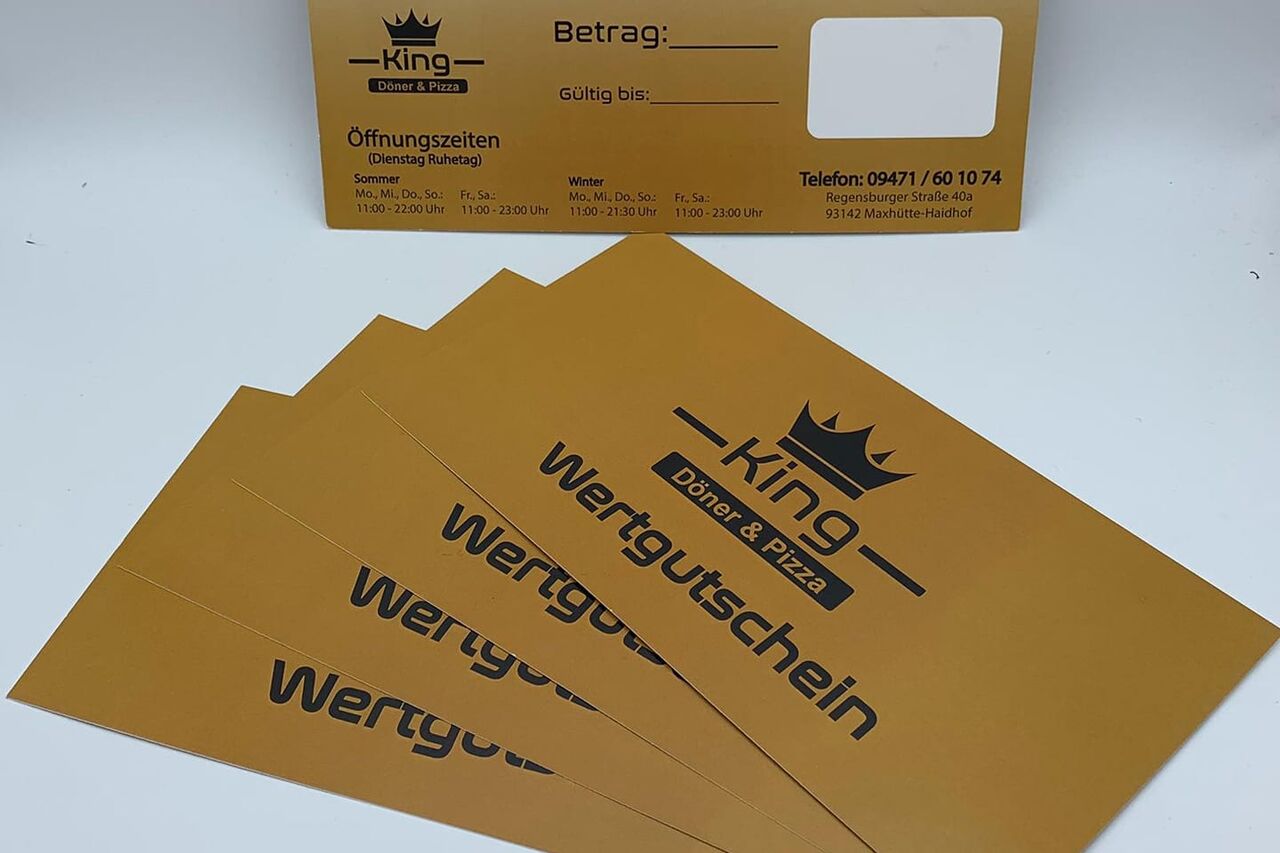 King
Döner & Pizza
Betrag:
Gültig bis:
Öffnungszeiten
(Dienstag Ruhetag)
Sommer
Mo., Mi., Do., So.: Fr., Sa.:
11:00 - 22:00 Uhr 11:00 - 23:00 Uhr
Winter
Mo., Mi., Do., So.: Fr., Sa.:
11:00 - 21:30 Uhr 11:00 - 23:00 Uhr
Telefon: 09471 / 60 10 74
Regensburger Straße 40a
93142 Maxhütte-Haidhof
King
Döner & Pizza
Wertgutschein
Wertguts
Wertguts
Wertguts